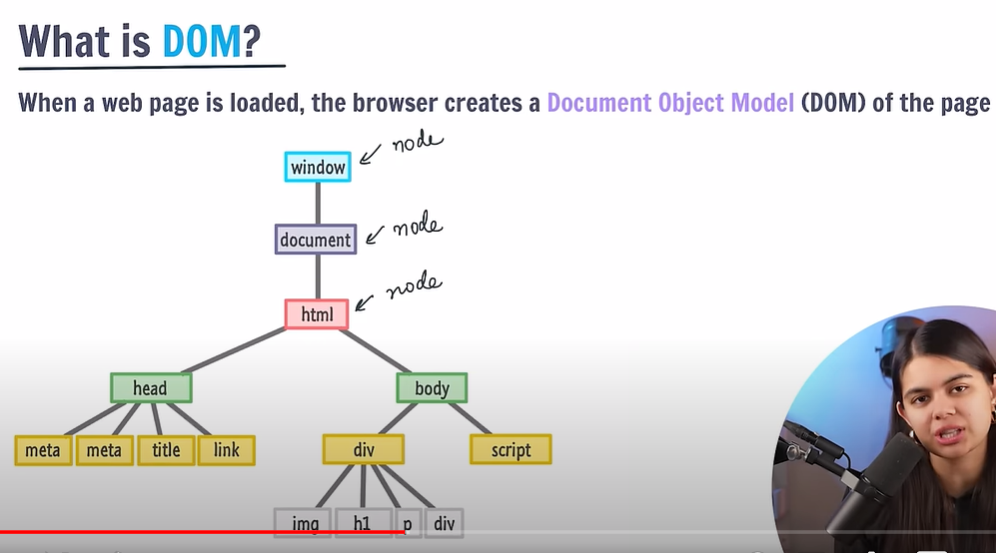 What is DOM?
When a web page is loaded, the browser creates a Document Object Model (DOM) of the page
window
node
document
node
html
node
head
body
meta
meta
title
link
div
script
img
h1
p
div